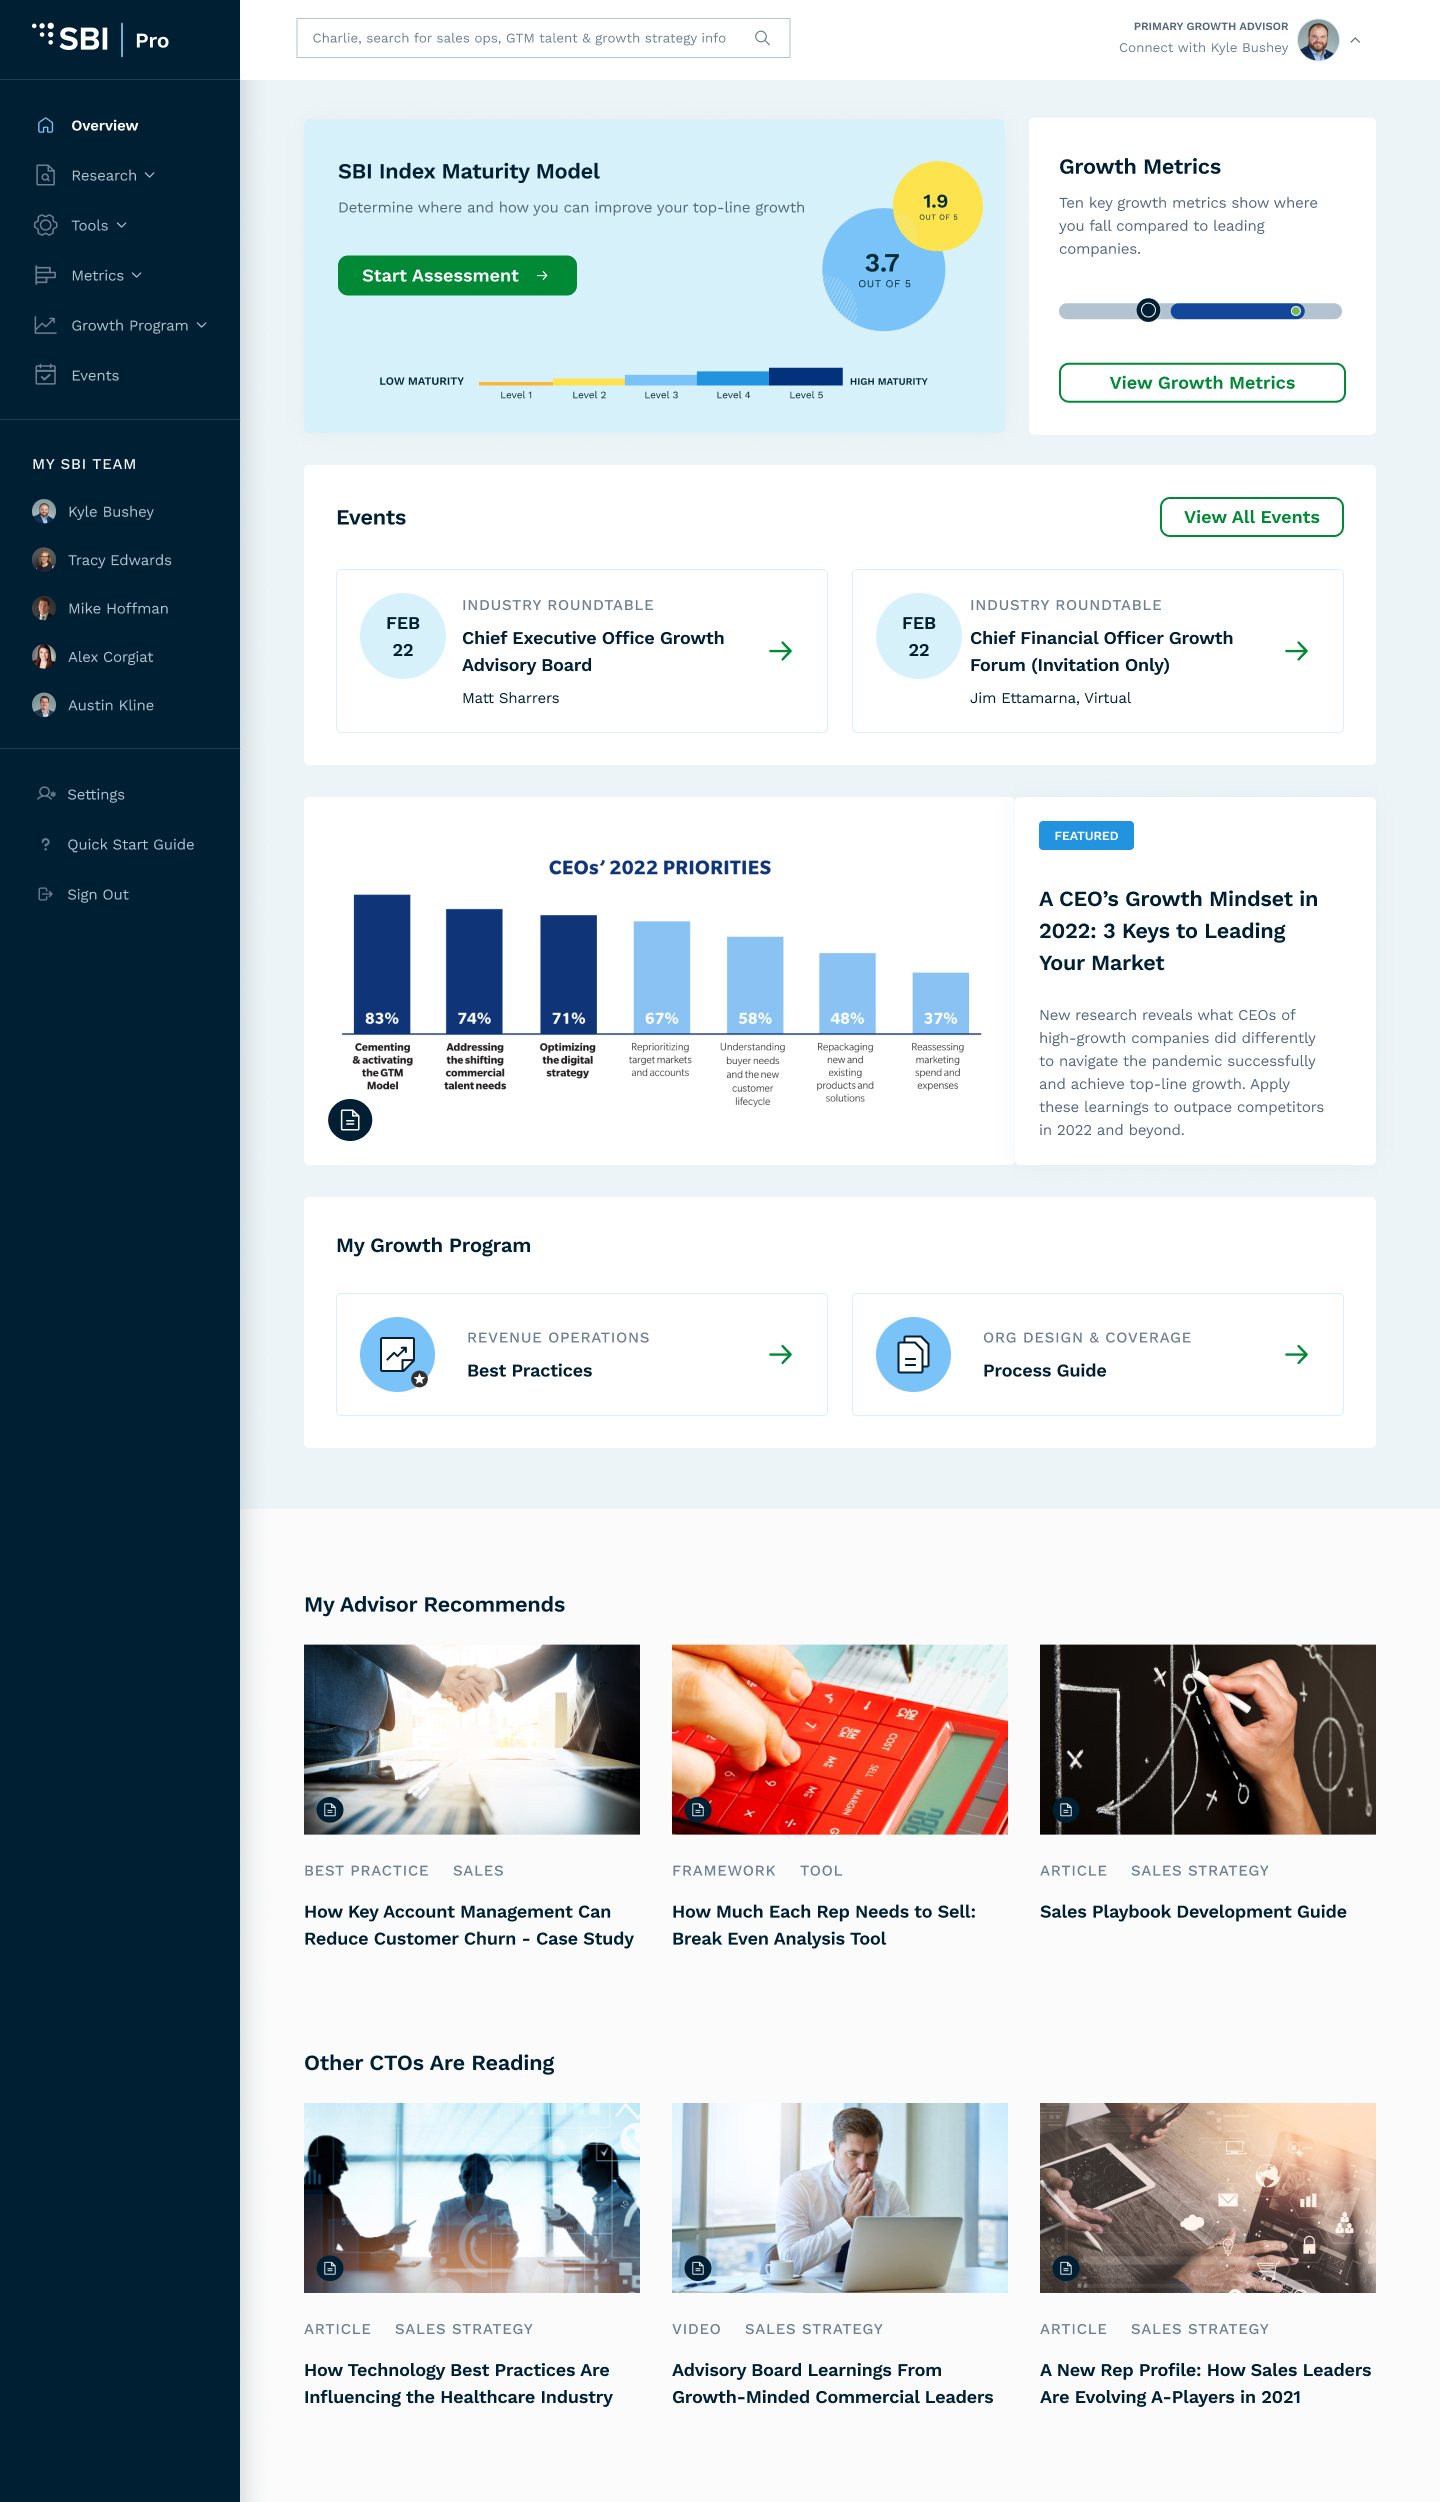 SBI Pro
Charlie, search for sales ops, GTM talent & growth strategy info
PRIMARY GROWTH ADVISOR
Connect with Kyle Bushey
Overview
Research
Tools
Metrics
Growth Program
Events
MY SBI TEAM
Kyle Bushey
Tracy Edwards
Mike Hoffman
Alex Corgiat
Austin Kline
Settings
Quick Start Guide
Sign Out
SBI Index Maturity Model
Determine where and how you can improve your top-line growth
Start Assessment
1.9
OUT OF 5
3.7
OUT OF 5
LOW MATURITY
Level 1
Level 2
Level 3
Level 4
Level 5
HIGH MATURITY
Growth Metrics
Ten key growth metrics show where
you fall compared to leading
companies.
View Growth Metrics
Events
View All Events
FEB
22
INDUSTRY ROUNDTABLE
Chief Executive Office Growth
Advisory Board
Matt Sharrers
FEB
22
INDUSTRY ROUNDTABLE
Chief Financial Officer Growth
Forum (Invitation Only)
Jim Ettamarna, Virtual
CEOs' 2022 PRIORITIES
83%
74%
71%
67%
58%
48%
37%
Cementing
& activating
the GTM
Model
Addressing
the shifting
commercial
talent needs
Optimizing
the digital
strategy
Reprioritizing
target markets
and accounts
Understanding
buyer needs
and the new
customer
lifecycle
Repackaging
new and
existing
products and
solutions
Reassessing
marketing
spend and
expenses
FEATURED
A CEO’s Growth Mindset in
2022: 3 Keys to Leading
Your Market
New research reveals what CEOs of
high-growth companies did differently
to navigate the pandemic successfully
and achieve top-line growth. Apply
these learnings to outpace competitors
in 2022 and beyond.
My Growth Program
REVENUE OPERATIONS
Best Practices
ORG DESIGN & COVERAGE
Process Guide
My Advisor Recommends
COST
SELL
MARGIN
BEST PRACTICE SALES
How Key Account Management Can
Reduce Customer Churn - Case Study
FRAMEWORK TOOL
How Much Each Rep Needs to Sell:
Break Even Analysis Tool
ARTICLE SALES STRATEGY
Sales Playbook Development Guide
Other CTOs Are Reading
ARTICLE SALES STRATEGY
How Technology Best Practices Are
Influencing the Healthcare Industry
VIDEO SALES STRATEGY
Advisory Board Learnings From
Growth-Minded Commercial Leaders
ARTICLE SALES STRATEGY
A New Rep Profile: How Sales Leaders
Are Evolving A-Players in 2021